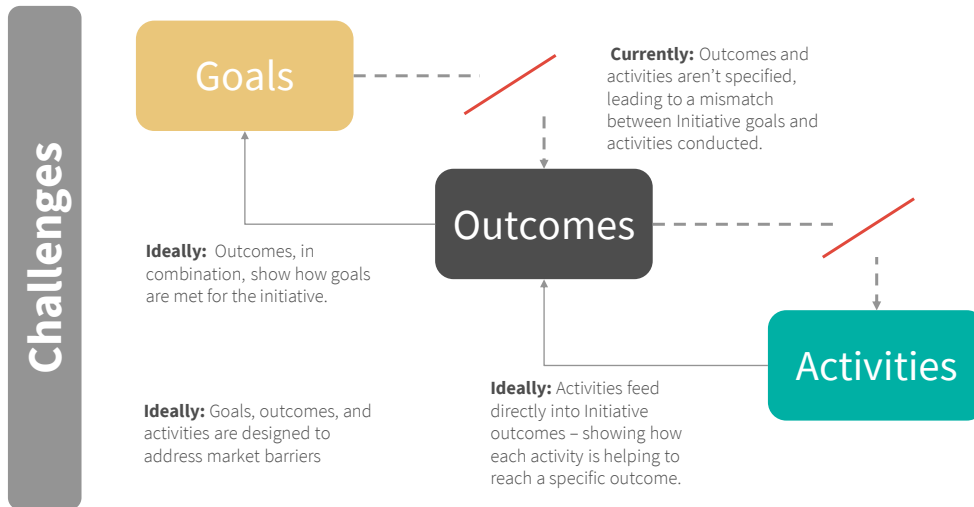 Challenges
Goals
Currently: Outcomes and
activities aren’t specified,
leading to a mismatch
between Initiative goals and
activities conducted.
Outcomes
Ideally: Outcomes, in
combination, show how goals
are met for the initiative.
Activities
Ideally: Activities feed
directly into Initiative
outcomes – showing how
each activity is helping to
reach a specific outcome.
Ideally: Goals, outcomes, and
activities are designed to
address market barriers